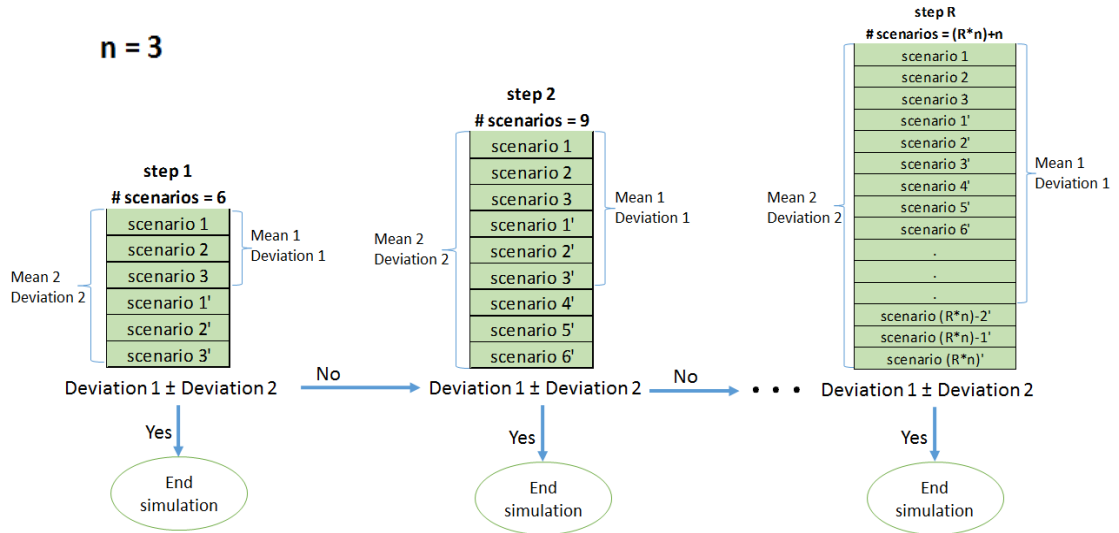 n = 3
step 1
# scenarios = 6
scenario 1
scenario 2
scenario 3
scenario 1'
scenario 2'
scenario 3'
Mean 2
Deviation 2
Mean 1
Deviation 1
Deviation 1 ± Deviation 2
No
Yes
End
simulation
step 2
# scenarios = 9
scenario 1
scenario 2
scenario 3
scenario 1'
scenario 2'
scenario 3'
scenario 4'
scenario 5'
scenario 6'
Mean 2
Deviation 2
Mean 1
Deviation 1
Deviation 1 ± Deviation 2
No
Yes
End
simulation
• • •
step R
# scenarios = (R*n)+n
scenario 1
scenario 2
scenario 3
scenario 1'
scenario 2'
scenario 3'
scenario 4'
scenario 5'
scenario 6'
.
.
.
scenario (R*n)-2'
scenario (R*n)-1'
scenario (R*n)'
Mean 2
Deviation 2
Mean 1
Deviation 1
Deviation 1 ± Deviation 2
Yes
End
simulation